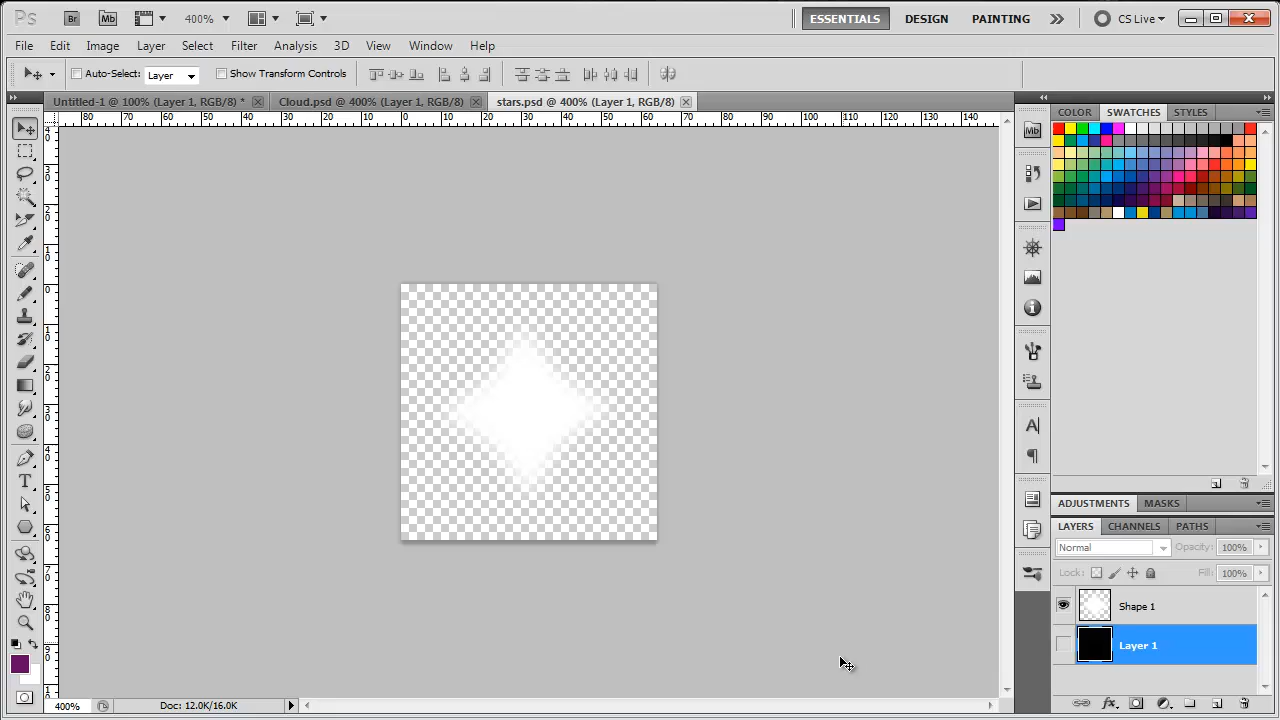 Ps Br Mb 400% ESSENTIALS DESIGN PAINTING CS Live
File Edit Image Layer Select Filter Analysis 3D View Window Help
Auto-Select: Layer Show Transform Controls
Untitled-1 @ 100% (Layer 1, RGB/8) * Cloud.psd @ 400% (Layer 1, RGB/8) stars.psd @ 400% (Layer 1, RGB/8)
COLOR SWATCHES STYLES
80 70 60 50 40 30 20 10 0 10 20 30 40 50 60 70 80 90 100 110 120 130 140
Mb
ADJUSTMENTS MASKS
LAYERS CHANNELS PATHS
Normal Opacity: 100%
Lock: Fill: 100%
Shape 1
Layer 1
400% Doc: 12.0K/16.0K